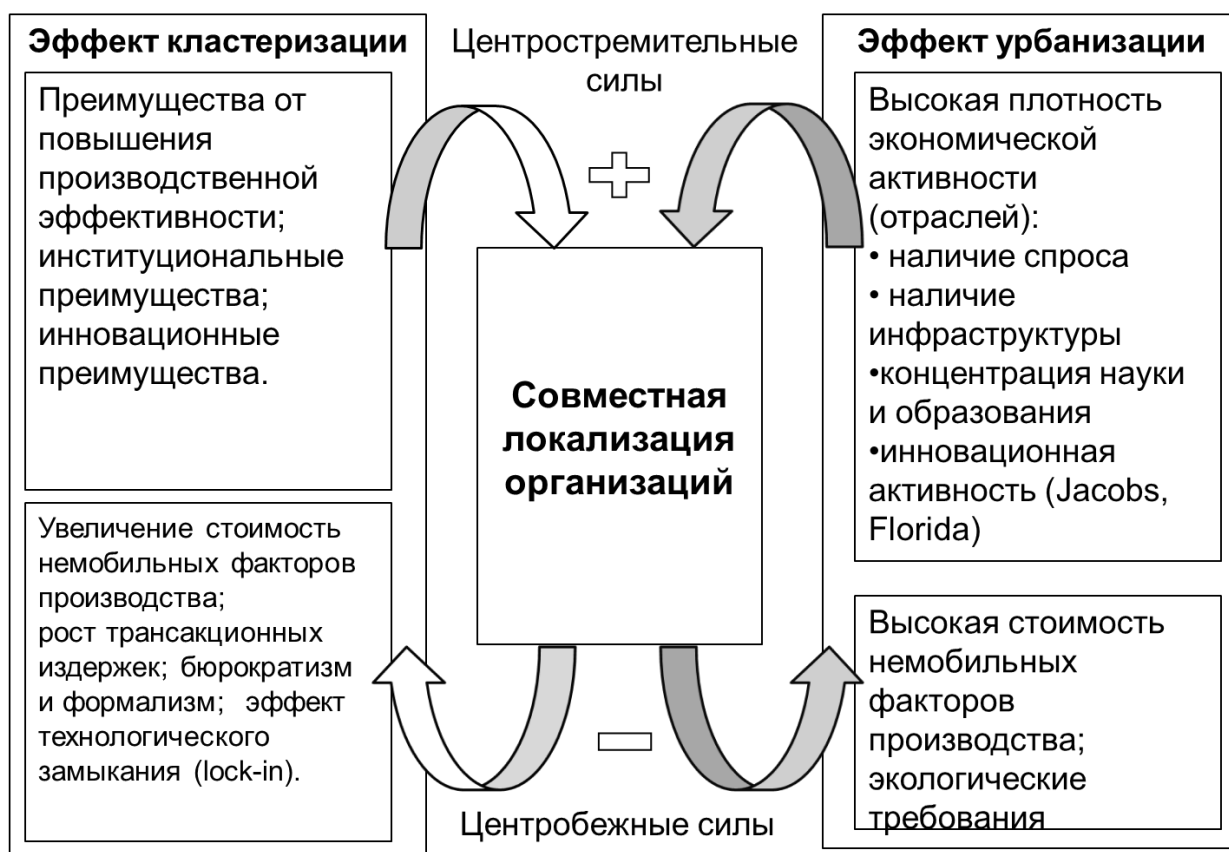 Эффект кластеризации
Преимущества от
повышения
производственной
эффективности;
институциональные
преимущества;
инновационные
преимущества.
Увеличение стоимость
немобильных факторов
производства;
рост трансакционных
издержек; бюрократизм
и формализм; эффект
технологического
замыкания (lock-in).
Центростремительные
силы
Совместная
локализация
организаций
Центробежные силы
Эффект урбанизации
Высокая плотность
экономической
активности
(отраслей):
• наличие спроса
• наличие
инфраструктуры
•концентрация науки
и образования
•инновационная
активность (Jacobs,
Florida)
Высокая стоимость
немобильных
факторов
производства;
экологические
требования